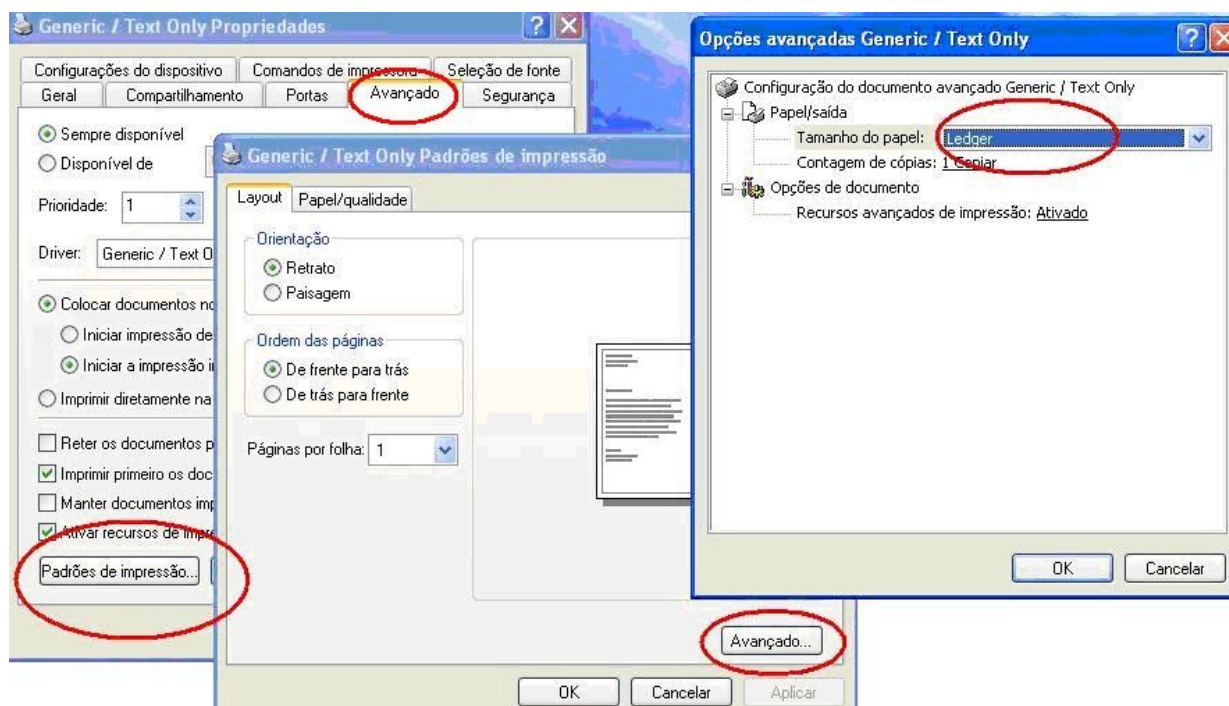 Generic / Text Only Propriedades
Configurações do dispositivo Comandos de impressora Seleção de fonte
Geral Compartilhamento Portas Avançado Segurança
Sempre disponível
Disponível de
Prioridade: 1
Driver: Generic / Text O
Colocar documentos no
Iniciar impressão de
Iniciar a impressão i
Imprimir diretamente na
Reter os documentos p
Imprimir primeiro os doc
Manter documentos imp
Ativar recursos de impre
Padrões de impressão...
Generic / Text Only Padrões de impressão
Layout Papel/qualidade
Orientação
Retrato
Paisagem
Ordem das páginas
De frente para trás
De trás para frente
Páginas por folha: 1
Avançado...
OK Cancelar Aplicar
Opções avançadas Generic / Text Only
Configuração do documento avançado Generic / Text Only
Papel/saída
Tamanho do papel: Ledger
Contagem de cópias: 1 Copiar
Opções de documento
Recursos avançados de impressão: Ativado
OK Cancelar